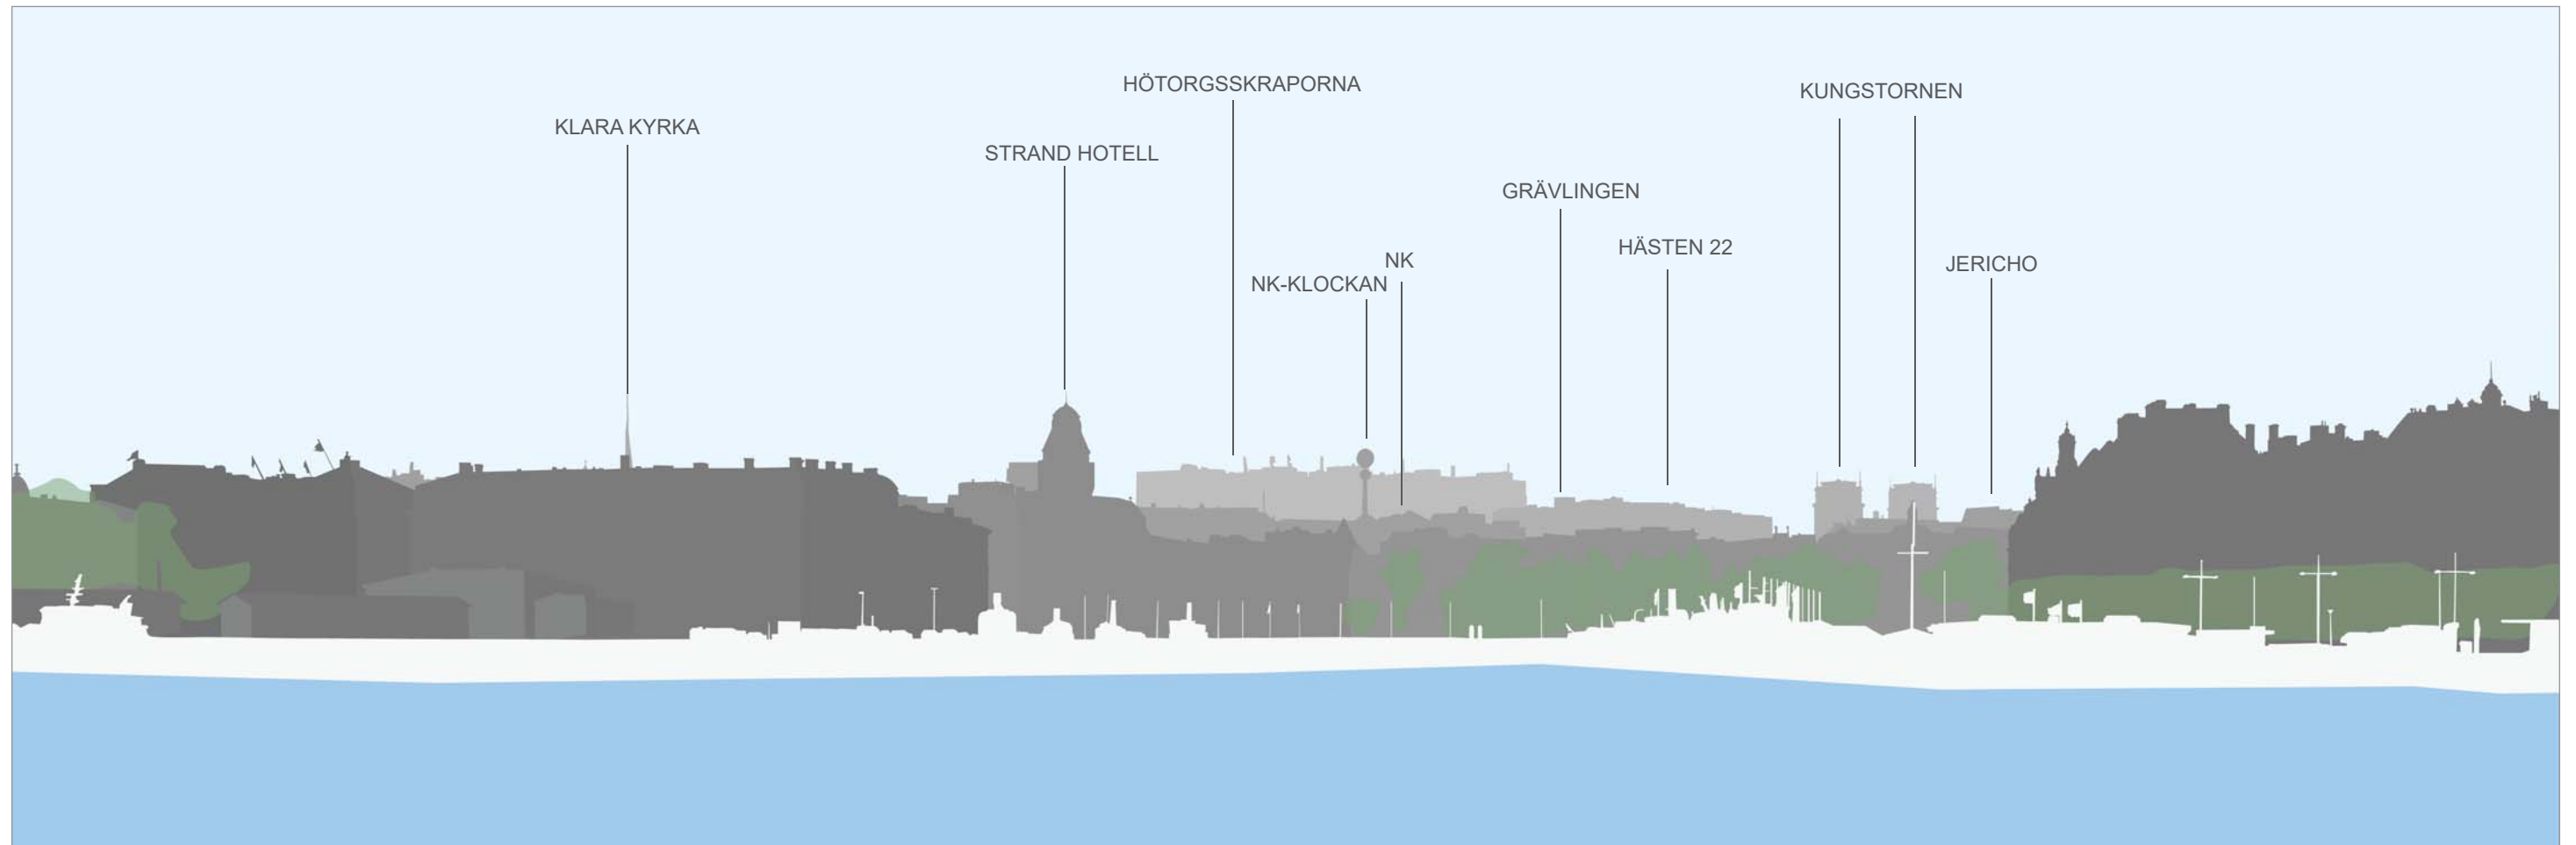 KLARA KYRKA
STRAND HOTELL
HÖTORGSSKRAPORNA
NK-KLOCKAN
NK
GRÄVLINGEN
HÄSTEN 22
KUNGSTORNEN
JERICHO